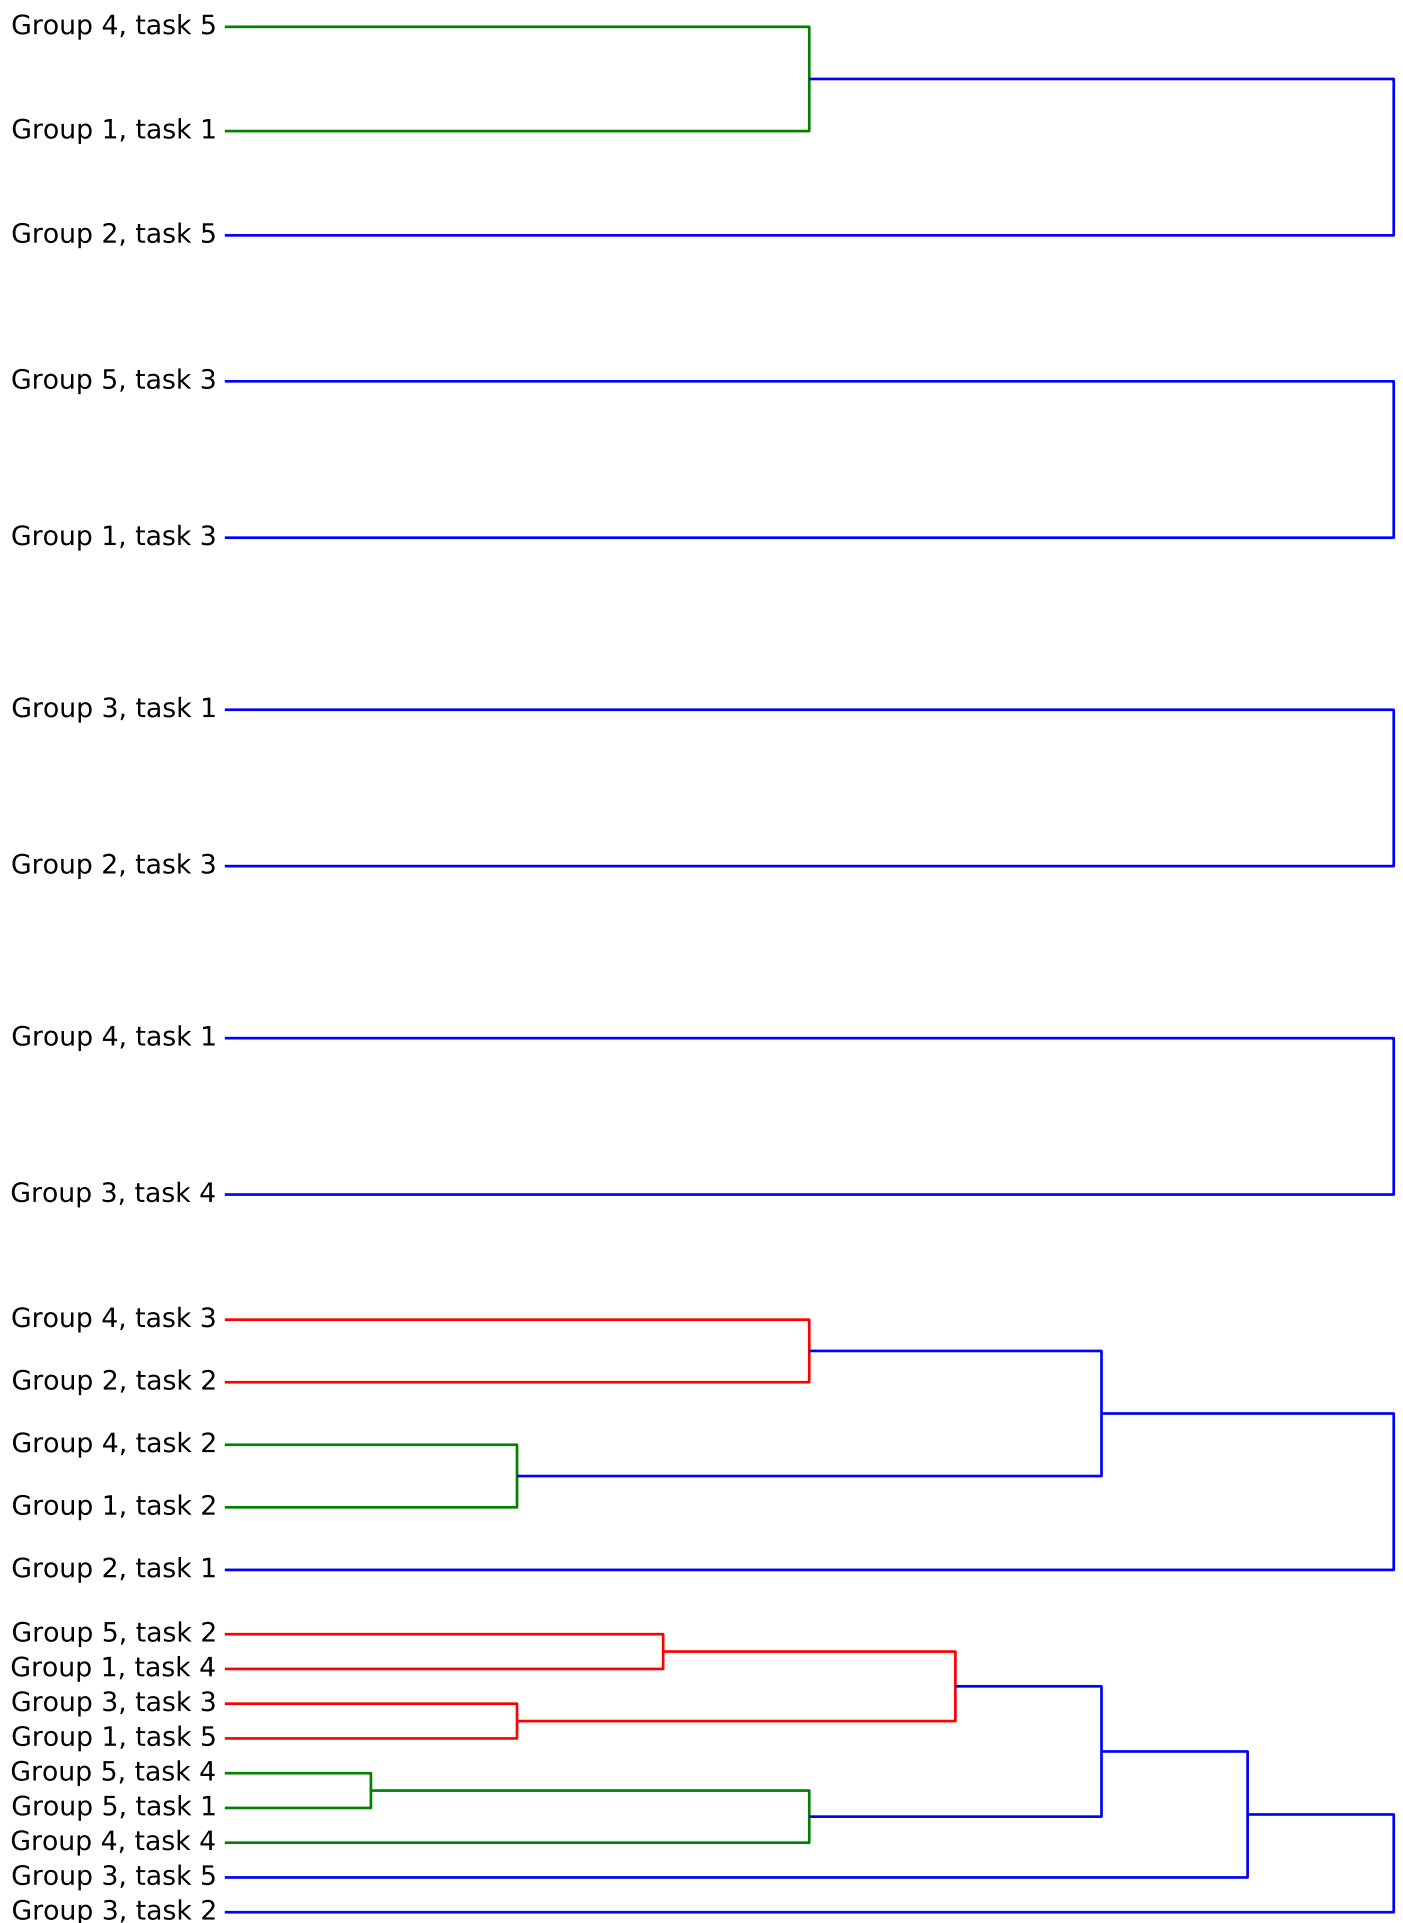 Group 4, task 5
Group 1, task 1
Group 2, task 5
Group 5, task 3
Group 1, task 3
Group 3, task 1
Group 2, task 3
Group 4, task 1
Group 3, task 4
Group 4, task 3
Group 2, task 2
Group 4, task 2
Group 1, task 2
Group 2, task 1
Group 5, task 2
Group 1, task 4
Group 3, task 3
Group 1, task 5
Group 5, task 4
Group 5, task 1
Group 4, task 4
Group 3, task 5
Group 3, task 2